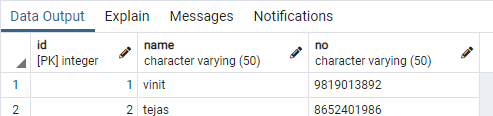 Data Output Explain Messages Notifications
id name no
[PK] integer character varying (50) character varying (50)
1 1 vinit 9819013892
2 2 tejas 8652401986